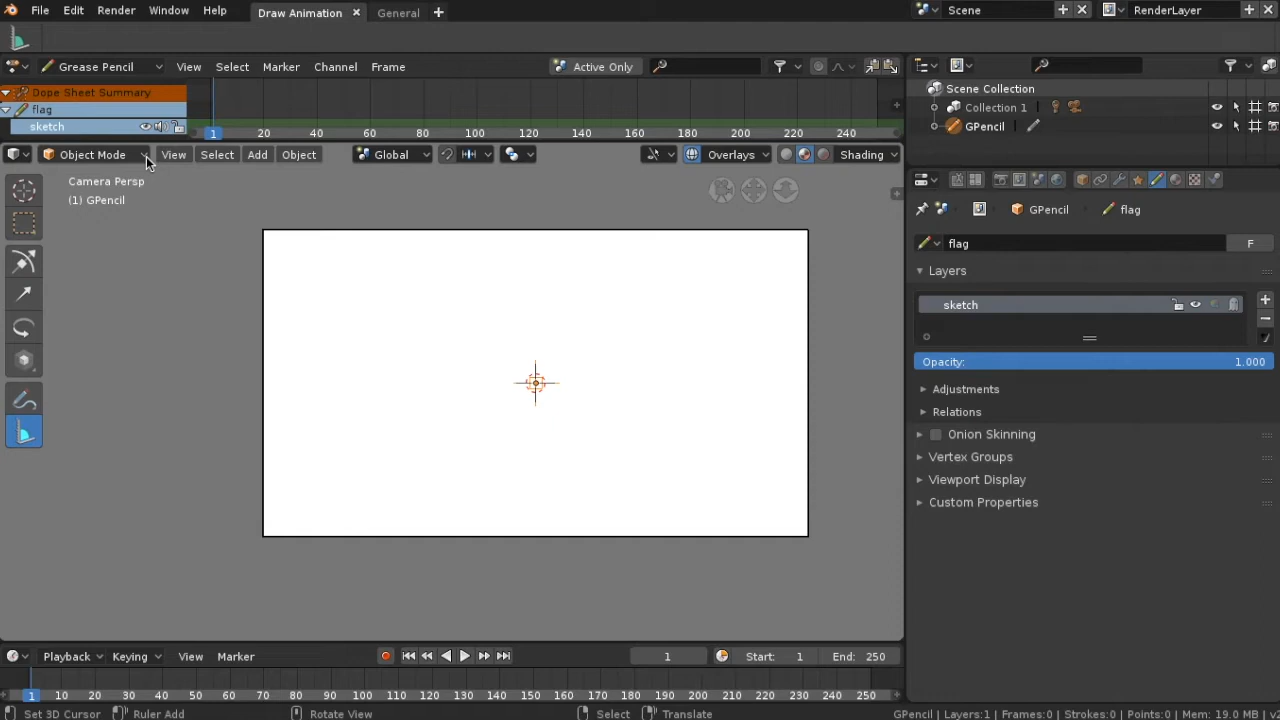 File Edit Render Window Help Draw Animation General Scene RenderLayer
Grease Pencil View Select Marker Channel Frame Active Only
Dope Sheet Summary
flag
sketch
1 20 40 60 80 100 120 140 160 180 200 220 240
Scene Collection
Collection 1
GPencil
Object Mode View Select Add Object Global Overlays Shading
Camera Persp
(1) GPencil
GPencil flag
flag F
Layers
sketch
Opacity: 1.000
Adjustments
Relations
Onion Skinning
Vertex Groups
Viewport Display
Custom Properties
Playback Keying View Marker 1 Start: 1 End: 250
1 10 20 30 40 50 60 70 80 90 100 110 120 130 140 150 160 170 180 190 200 210 220 230 240 250
Set 3D Cursor Ruler Add Rotate View Select Translate GPencil | Layers:1 | Frames:0 | Strokes:0 | Points:0 | Mem: 19.0 MB |